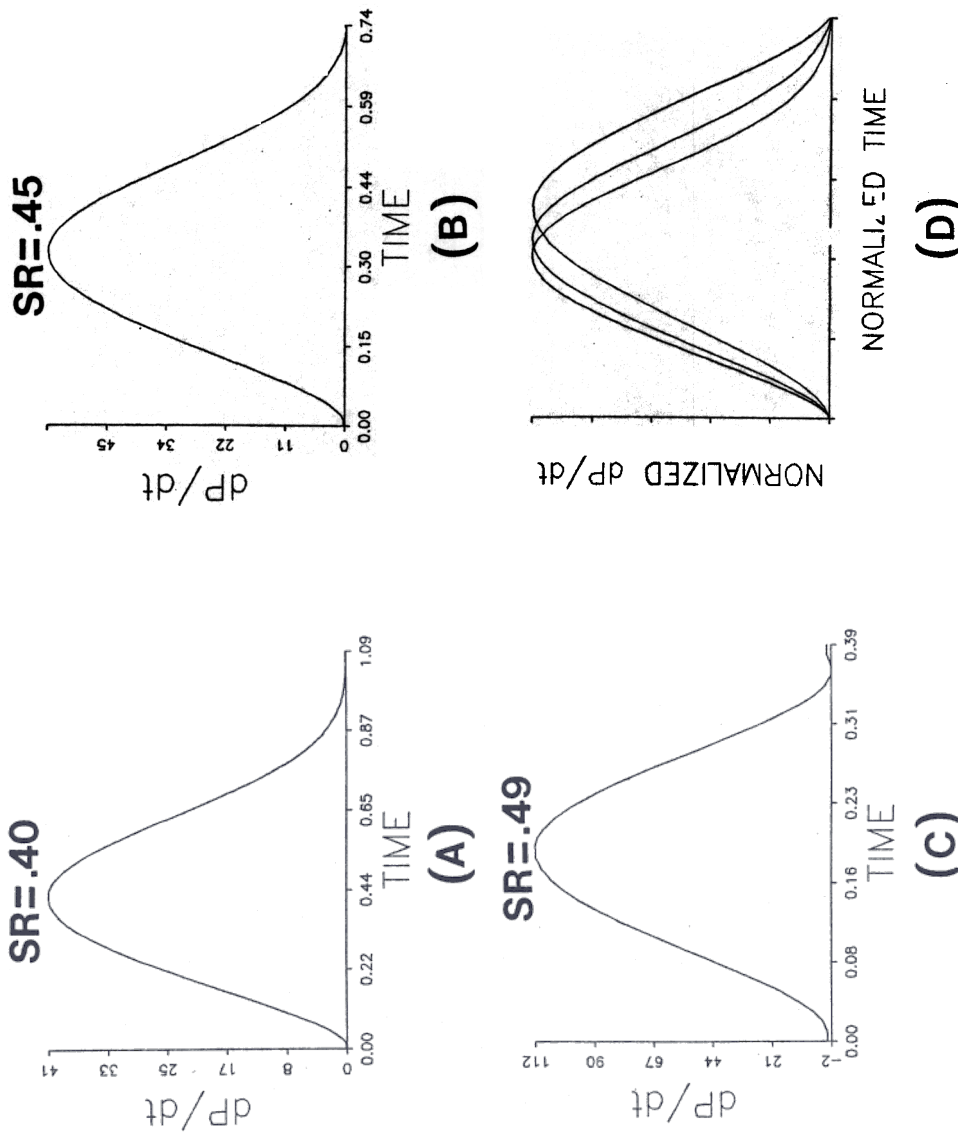 SR=.40
dP/dt
41
33
25
17
8
0
0.00
0.22
0.44
0.65
0.87
1.09
TIME
(A)
SR=.45
dP/dt
45
34
22
11
0
0.00
0.15
0.30
0.44
0.59
0.74
TIME
(B)
SR=.49
dP/dt
112
90
67
44
21
-2
0.00
0.08
0.16
0.23
0.31
0.39
TIME
(C)
NORMALIZED dP/dt
NORMALIZED TIME
(D)